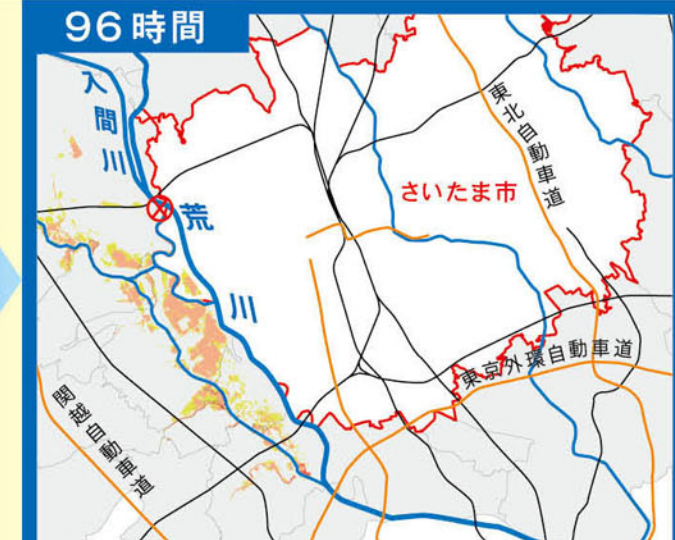 96時間
入間川
荒川
さいたま市
東北自動車道
東京外環自動車道
関越自動車道